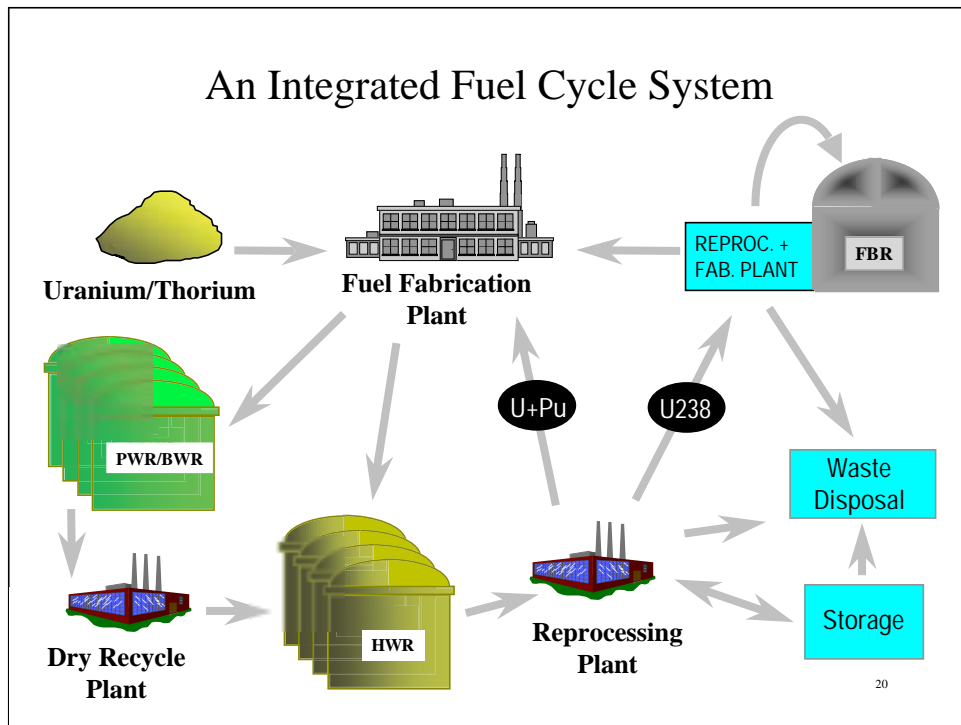 An Integrated Fuel Cycle System
Uranium/Thorium
Fuel Fabrication
Plant
REPROC. +
FAB. PLANT
FBR
U+Pu
U238
PWR/BWR
Waste
Disposal
Dry Recycle
Plant
HWR
Reprocessing
Plant
Storage
20